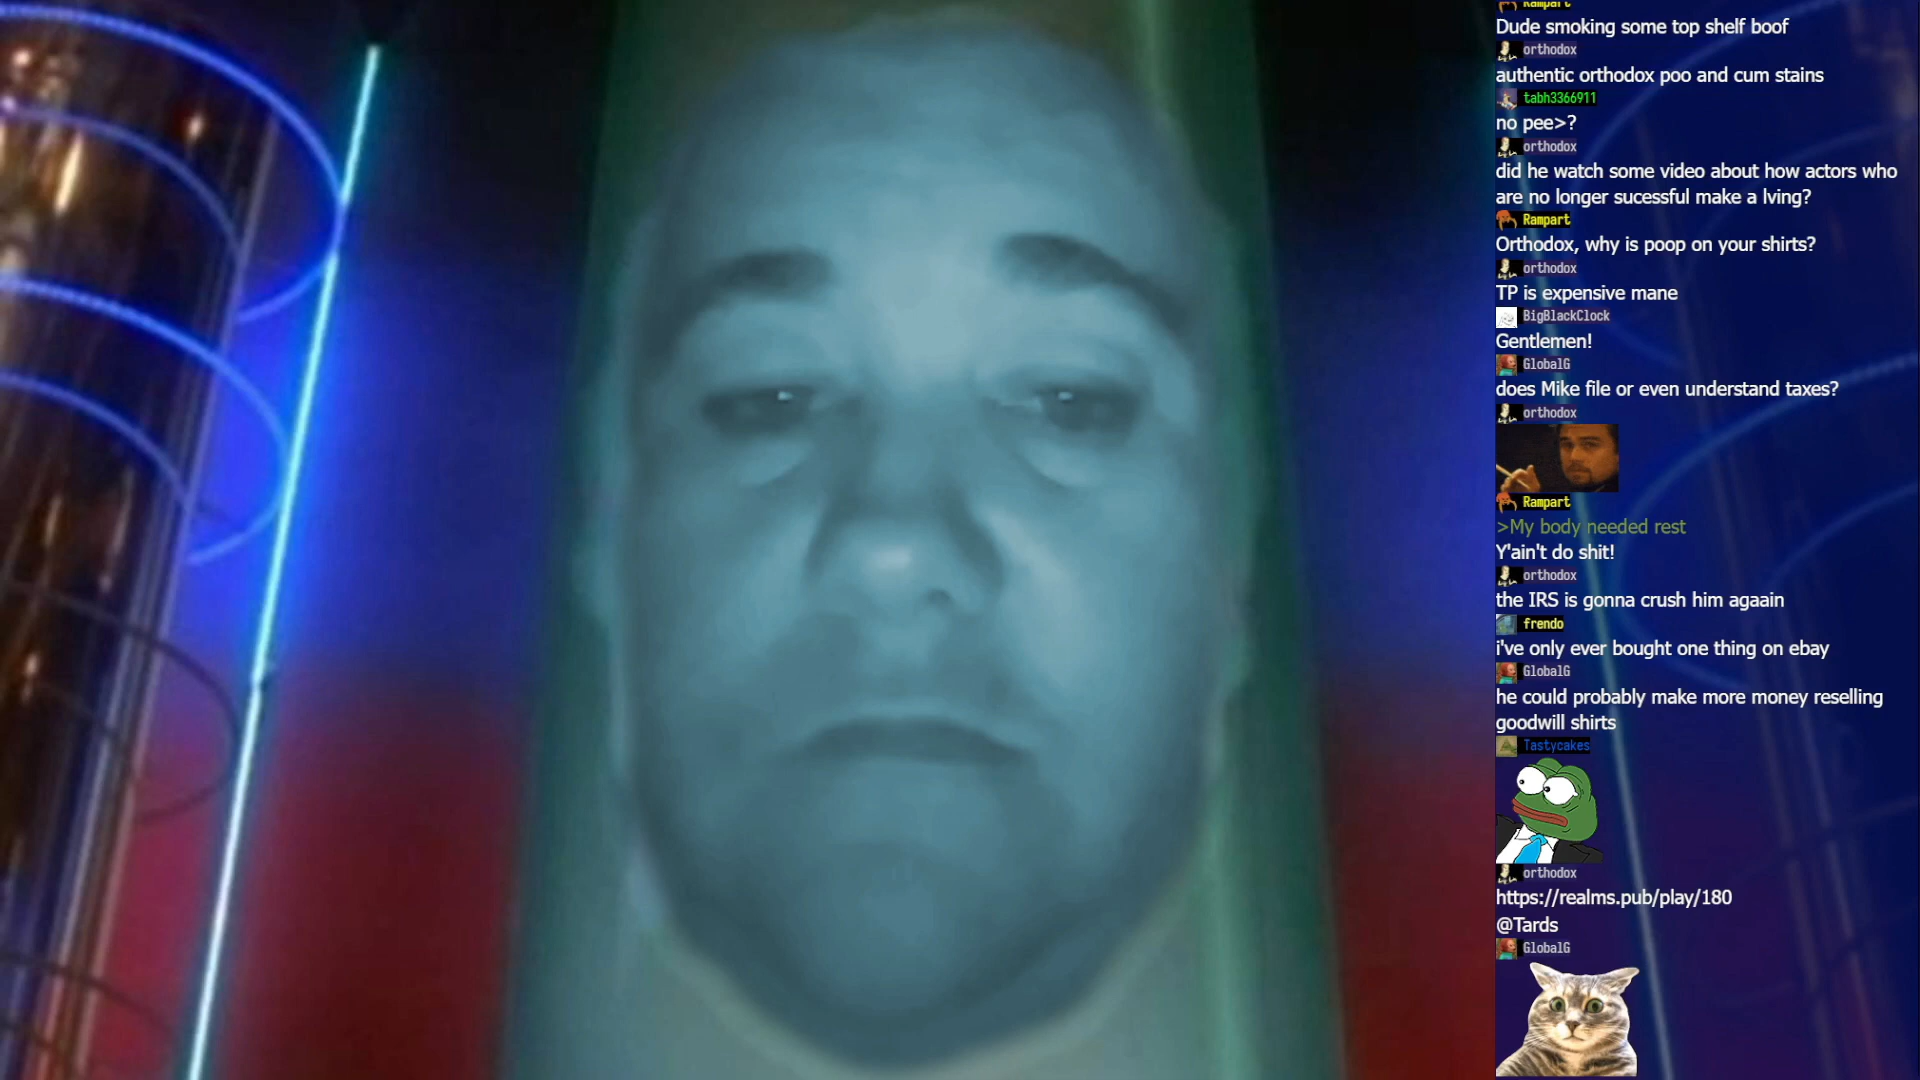 Rampart
Dude smoking some top shelf boof
orthodox
authentic orthodox poo and cum stains
tabh3366911
no pee>?
orthodox
did he watch some video about how actors who
are no longer sucessful make a lving?
Rampart
Orthodox, why is poop on your shirts?
orthodox
TP is expensive mane
BigBlackClock
Gentlemen!
GlobalG
does Mike file or even understand taxes?
orthodox
Rampart
>My body needed rest
Y'ain't do shit!
orthodox
the IRS is gonna crush him agaain
frendo
i've only ever bought one thing on ebay
GlobalG
he could probably make more money reselling
goodwill shirts
Tastycakes
orthodox
https://realms.pub/play/180
@Tards
GlobalG